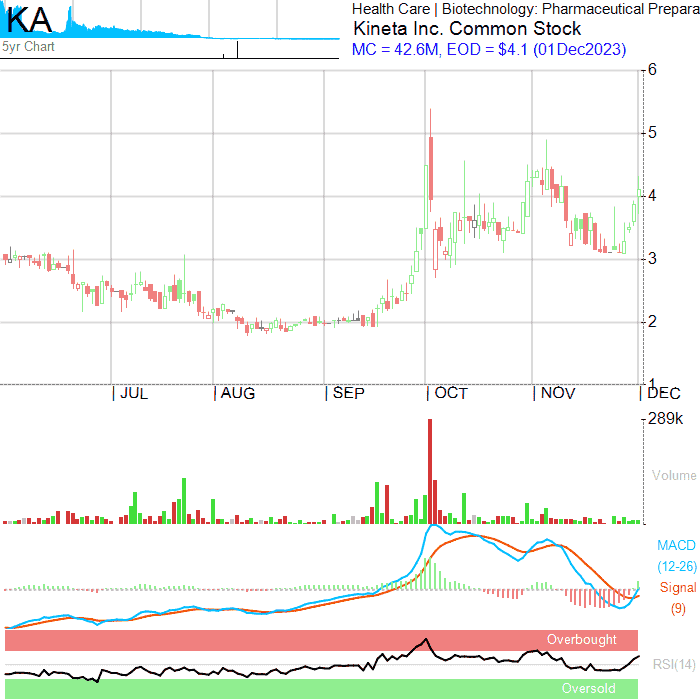 KA
5yr Chart
Health Care | Biotechnology: Pharmaceutical Prepara
Kineta Inc. Common Stock
MC = 42.6M, EOD = $4.1 (01Dec2023)
6
5
4
3
2
1
JUL AUG SEP OCT NOV DEC
289k
Volume
MACD
(12-26)
Signal
(9)
Overbought
RSI(14)
Oversold